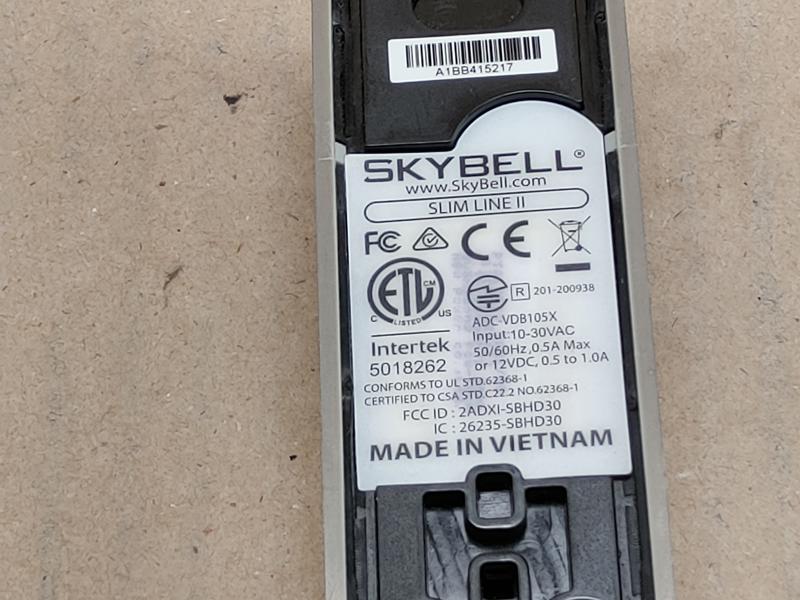 A1BB415217
SKYBELL®
www.SkyBell.com
SLIM LINE II
FC CE
ETL CM
C LISTED US
R 201-200938
Intertek
5018262
ADC-VDB105X
Input:10-30VAC
50/60Hz,0.5A Max
or 12VDC, 0.5 to 1.0A
CONFORMS TO UL STD.62368-1
CERTIFIED TO CSA STD.C22.2 NO.62368-1
FCC ID : 2ADXI-SBHD30
IC : 26235-SBHD30
MADE IN VIETNAM